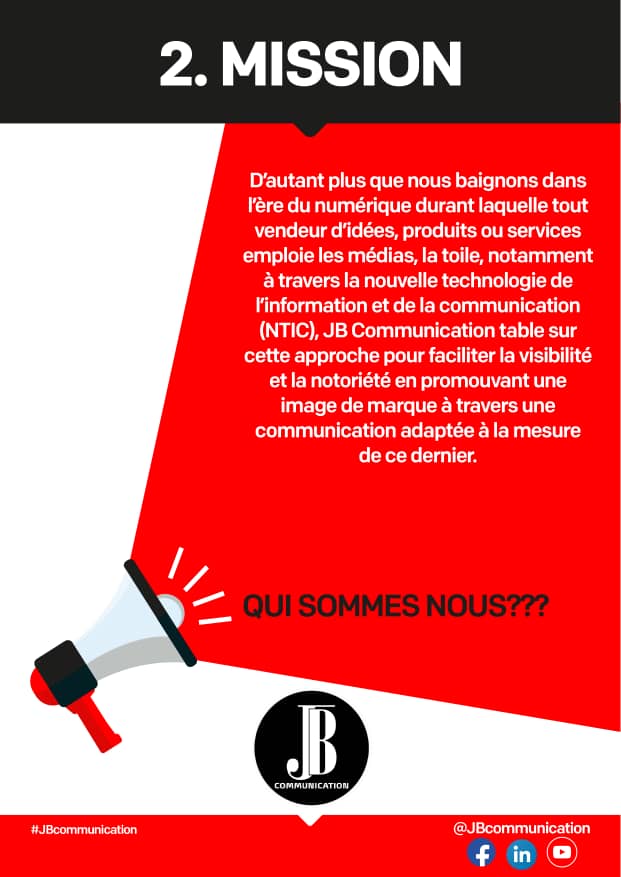 2. MISSION
D'autant plus que nous baignons dans
l'ère du numérique durant laquelle tout
vendeur d'idées, produits ou services
emploie les médias, la toile, notamment
à travers la nouvelle technologie de
l'information et de la communication
(NTIC), JB Communication table sur
cette approche pour faciliter la visibilité
et la notoriété en promouvant une
image de marque à travers une
communication adaptée à la mesure
de ce dernier.
QUI SOMMES NOUS???
JB
COMMUNICATION
#JBcommunication
@JBcommunication